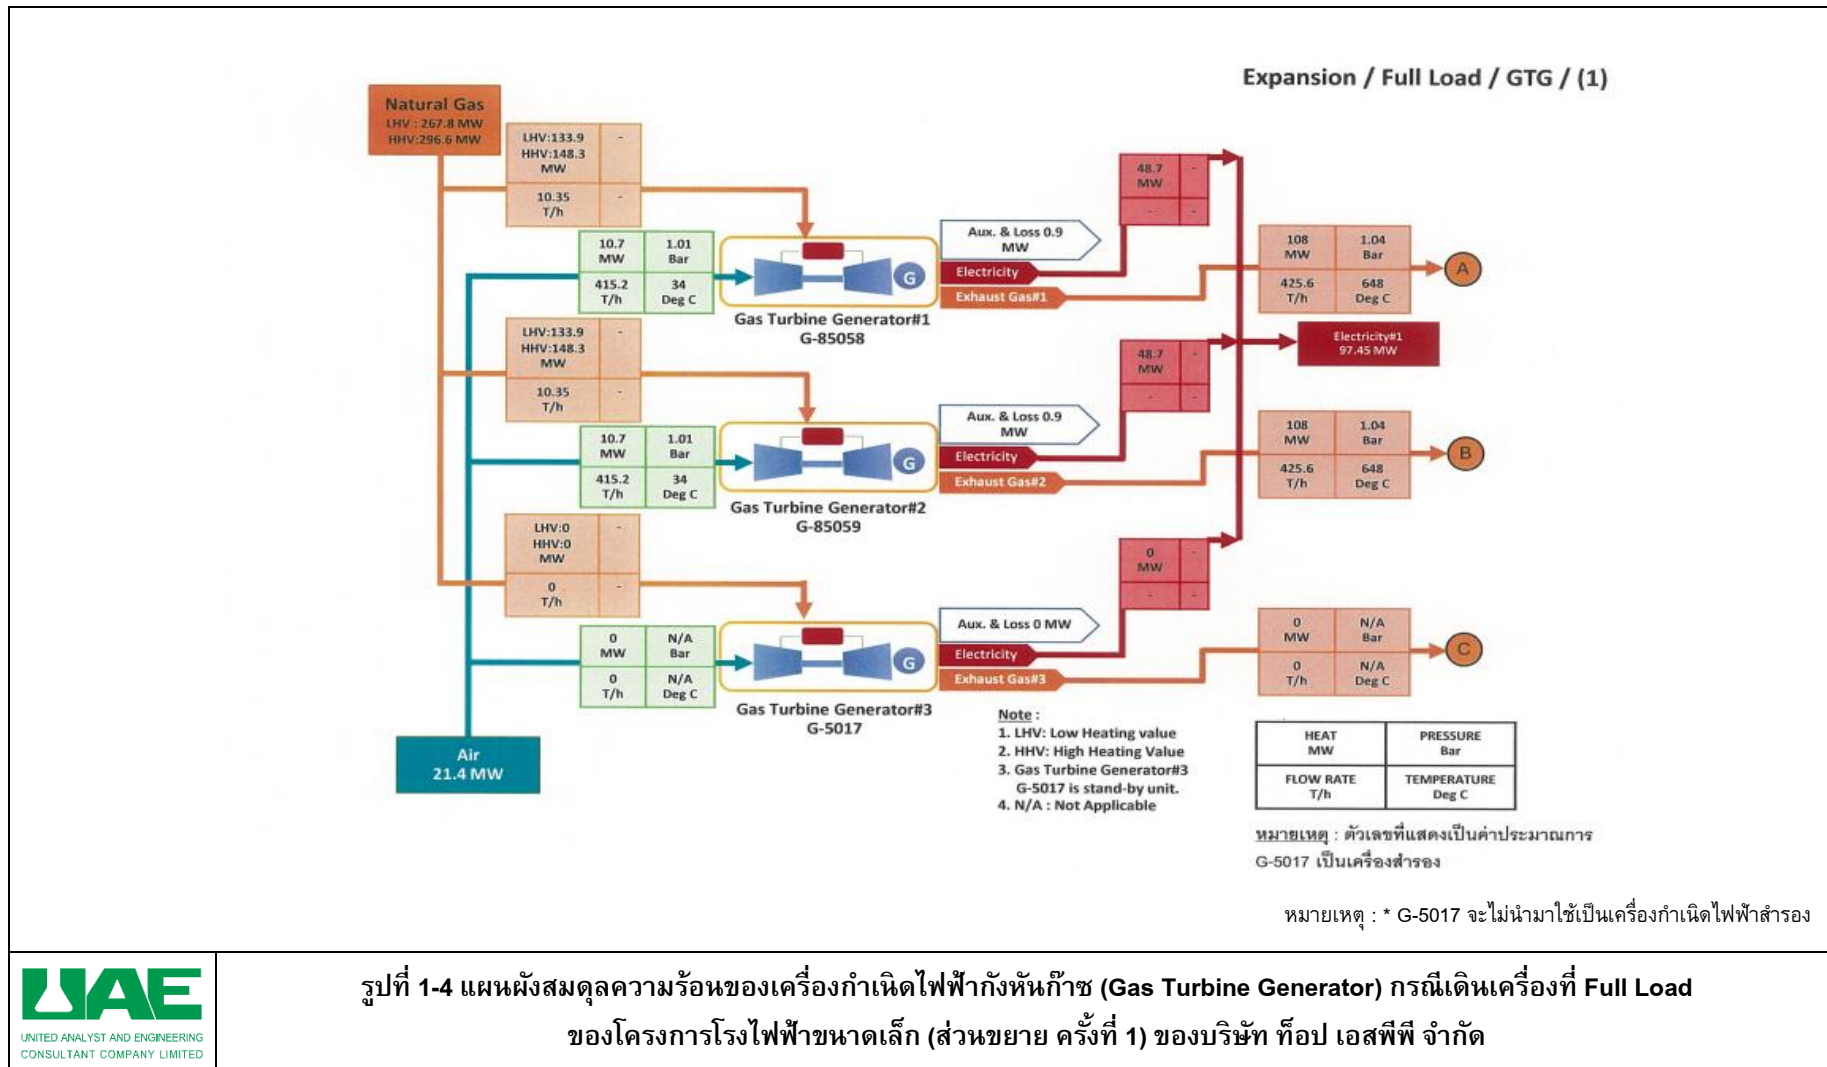 Expansion / Full Load / GTG / (1)
Natural Gas
LHV : 267.8 MW
HHV:296.6 MW
LHV:133.9
HHV:148.3
MW
-
10.35
T/h
-
10.7
MW
1.01
Bar
415.2
T/h
34
Deg C
G
Gas Turbine Generator#1
G-85058
Aux. & Loss 0.9
MW
Electricity
Exhaust Gas#1
48.7
MW
-
-
-
108
MW
1.04
Bar
425.6
T/h
648
Deg C
A
LHV:133.9
HHV:148.3
MW
-
10.35
T/h
-
10.7
MW
1.01
Bar
415.2
T/h
34
Deg C
G
Gas Turbine Generator#2
G-85059
Aux. & Loss 0.9
MW
Electricity
Exhaust Gas#2
48.7
MW
-
-
-
Electricity#1
97.45 MW
108
MW
1.04
Bar
425.6
T/h
648
Deg C
B
LHV:0
HHV:0
MW
-
0
T/h
-
0
MW
N/A
Bar
0
T/h
N/A
Deg C
G
Gas Turbine Generator#3
G-5017
Aux. & Loss 0 MW
Electricity
Exhaust Gas#3
0
MW
-
-
-
0
MW
N/A
Bar
0
T/h
N/A
Deg C
C
Air
21.4 MW
Note :
1. LHV: Low Heating value
2. HHV: High Heating Value
3. Gas Turbine Generator#3
G-5017 is stand-by unit.
4. N/A : Not Applicable
HEAT
MW
PRESSURE
Bar
FLOW RATE
T/h
TEMPERATURE
Deg C
หมายเหตุ : ตัวเลขที่แสดงเป็นค่าประมาณการ
G-5017 เป็นเครื่องสำรอง
หมายเหตุ : * G-5017 จะไม่นำมาใช้เป็นเครื่องกำเนิดไฟฟ้าสำรอง
UAE
UNITED ANALYST AND ENGINEERING
CONSULTANT COMPANY LIMITED
รูปที่ 1-4 แผนผังสมดุลความร้อนของเครื่องกำเนิดไฟฟ้ากังหันก๊าซ (Gas Turbine Generator) กรณีเดินเครื่องที่ Full Load
ของโครงการโรงไฟฟ้าขนาดเล็ก (ส่วนขยาย ครั้งที่ 1) ของบริษัท ท็อป เอสพีพี จำกัด